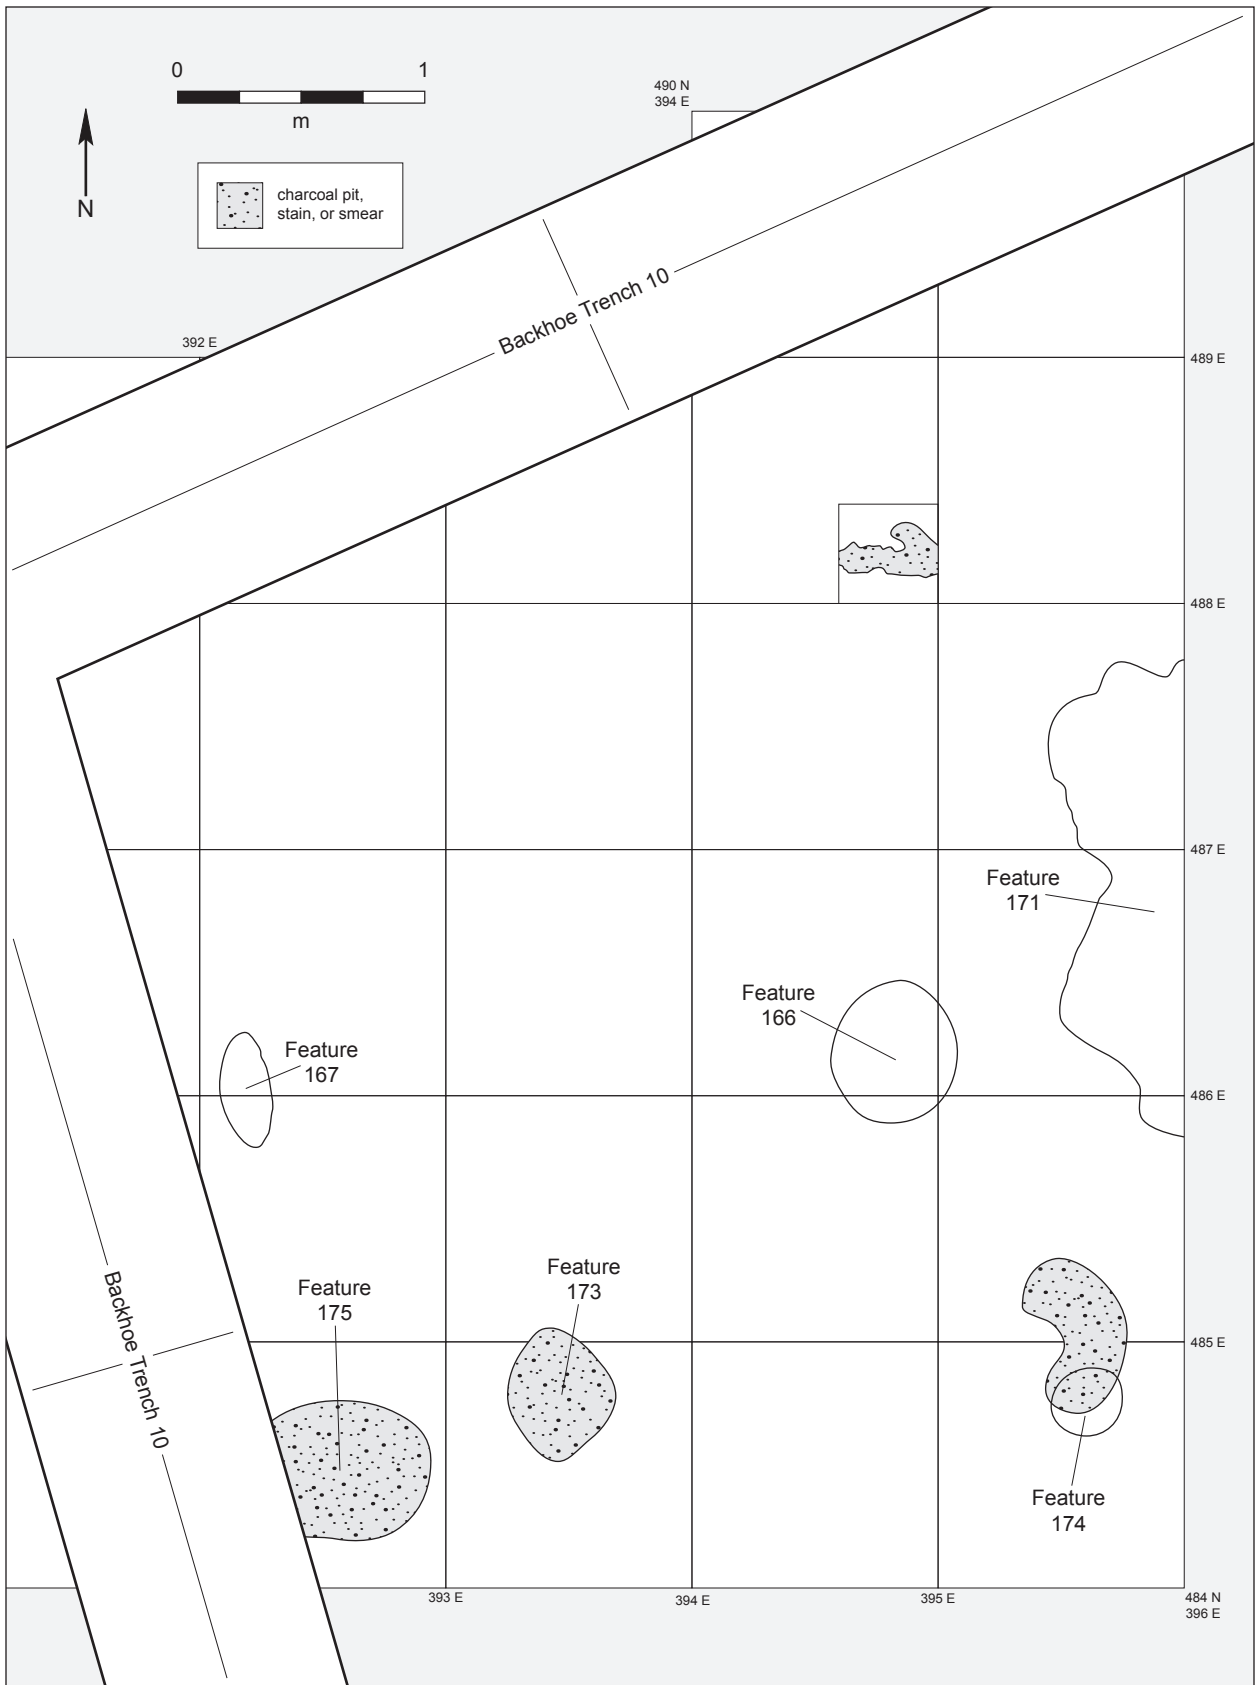 0 1
m
490 N
394 E
N
charcoal pit,
stain, or smear
Backhoe Trench 10
392 E
489 E
488 E
487 E
Feature
171
Feature
166
Feature
167
486 E
Feature
175
Feature
173
485 E
Backhoe Trench 10
Feature
174
393 E
394 E
395 E
484 N
396 E